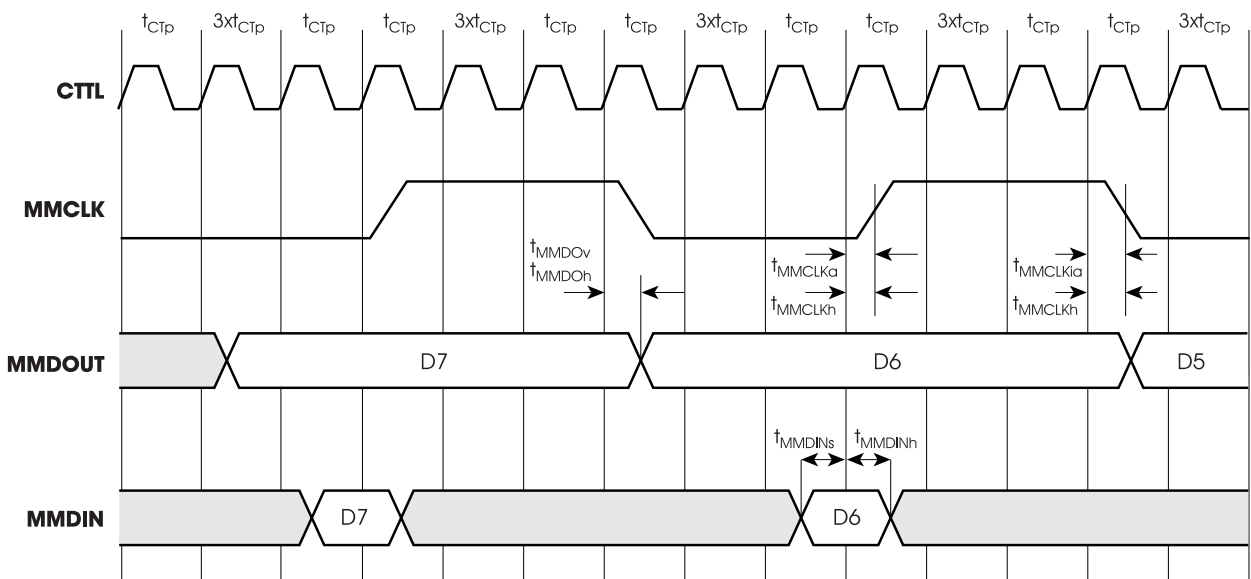 tCTp 3xtCTp tCTp tCTp 3xtCTp tCTp tCTp 3xtCTp tCTp tCTp 3xtCTp tCTp tCTp 3xtCTp
CTTL
MMCLK
tMMDOv
tMMDOh
tMMCLKa
tMMCLKia
tMMCLKh
tMMCLKh
MMDOUT
D7
D6
D5
tMMDINs
tMMDINh
MMDIN
D7
D6